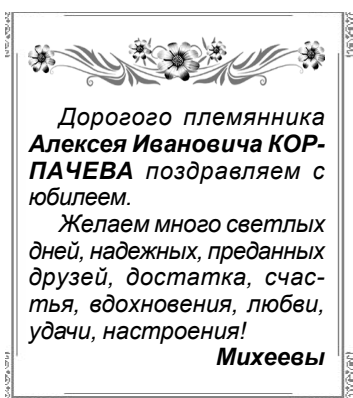 Дорогого племянника
Алексея Ивановича КОР-
ПАЧЕВА поздравляем с
юбилеем.
Желаем много светлых
дней, надежных, преданных
друзей, достатка, счас-
тья, вдохновения, любви,
удачи, настроения!
Михеевы